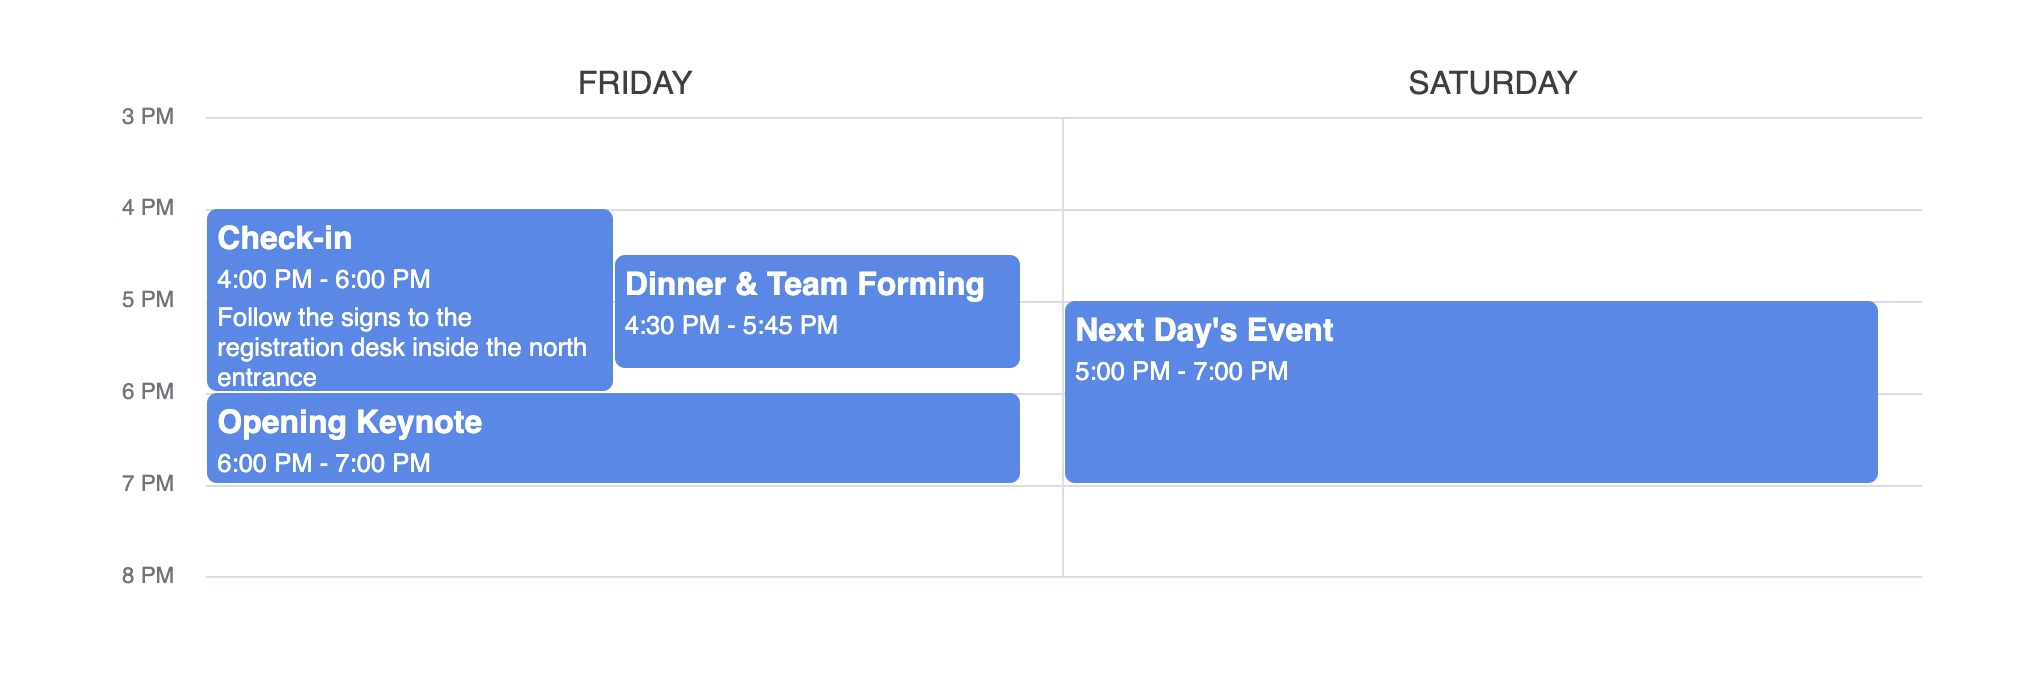 FRIDAY
SATURDAY
3 PM
4 PM
Check-in
4:00 PM - 6:00 PM
Follow the signs to the
registration desk inside the north
entrance
Dinner & Team Forming
4:30 PM - 5:45 PM
5 PM
Next Day's Event
5:00 PM - 7:00 PM
6 PM
Opening Keynote
6:00 PM - 7:00 PM
7 PM
8 PM